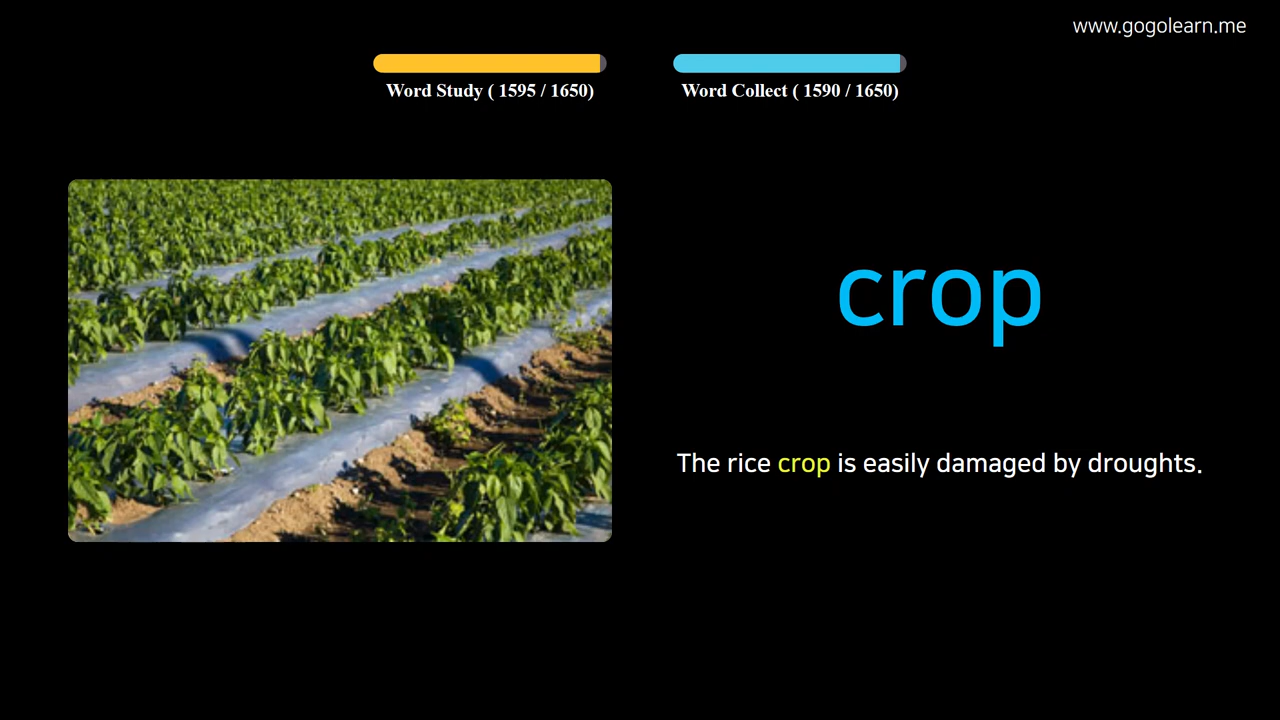 www.gogolearn.me
Word Study ( 1595 / 1650)
Word Collect ( 1590 / 1650)
crop
The rice crop is easily damaged by droughts.